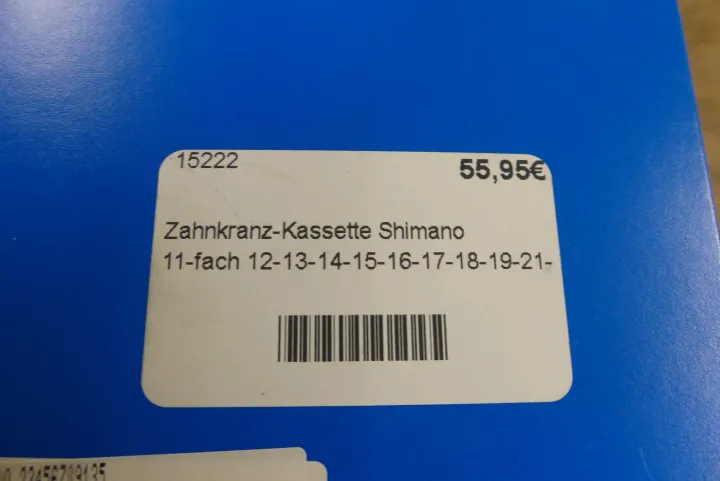 15222
55,95€
Zahnkranz-Kassette Shimano
11-fach 12-13-14-15-16-17-18-19-21-